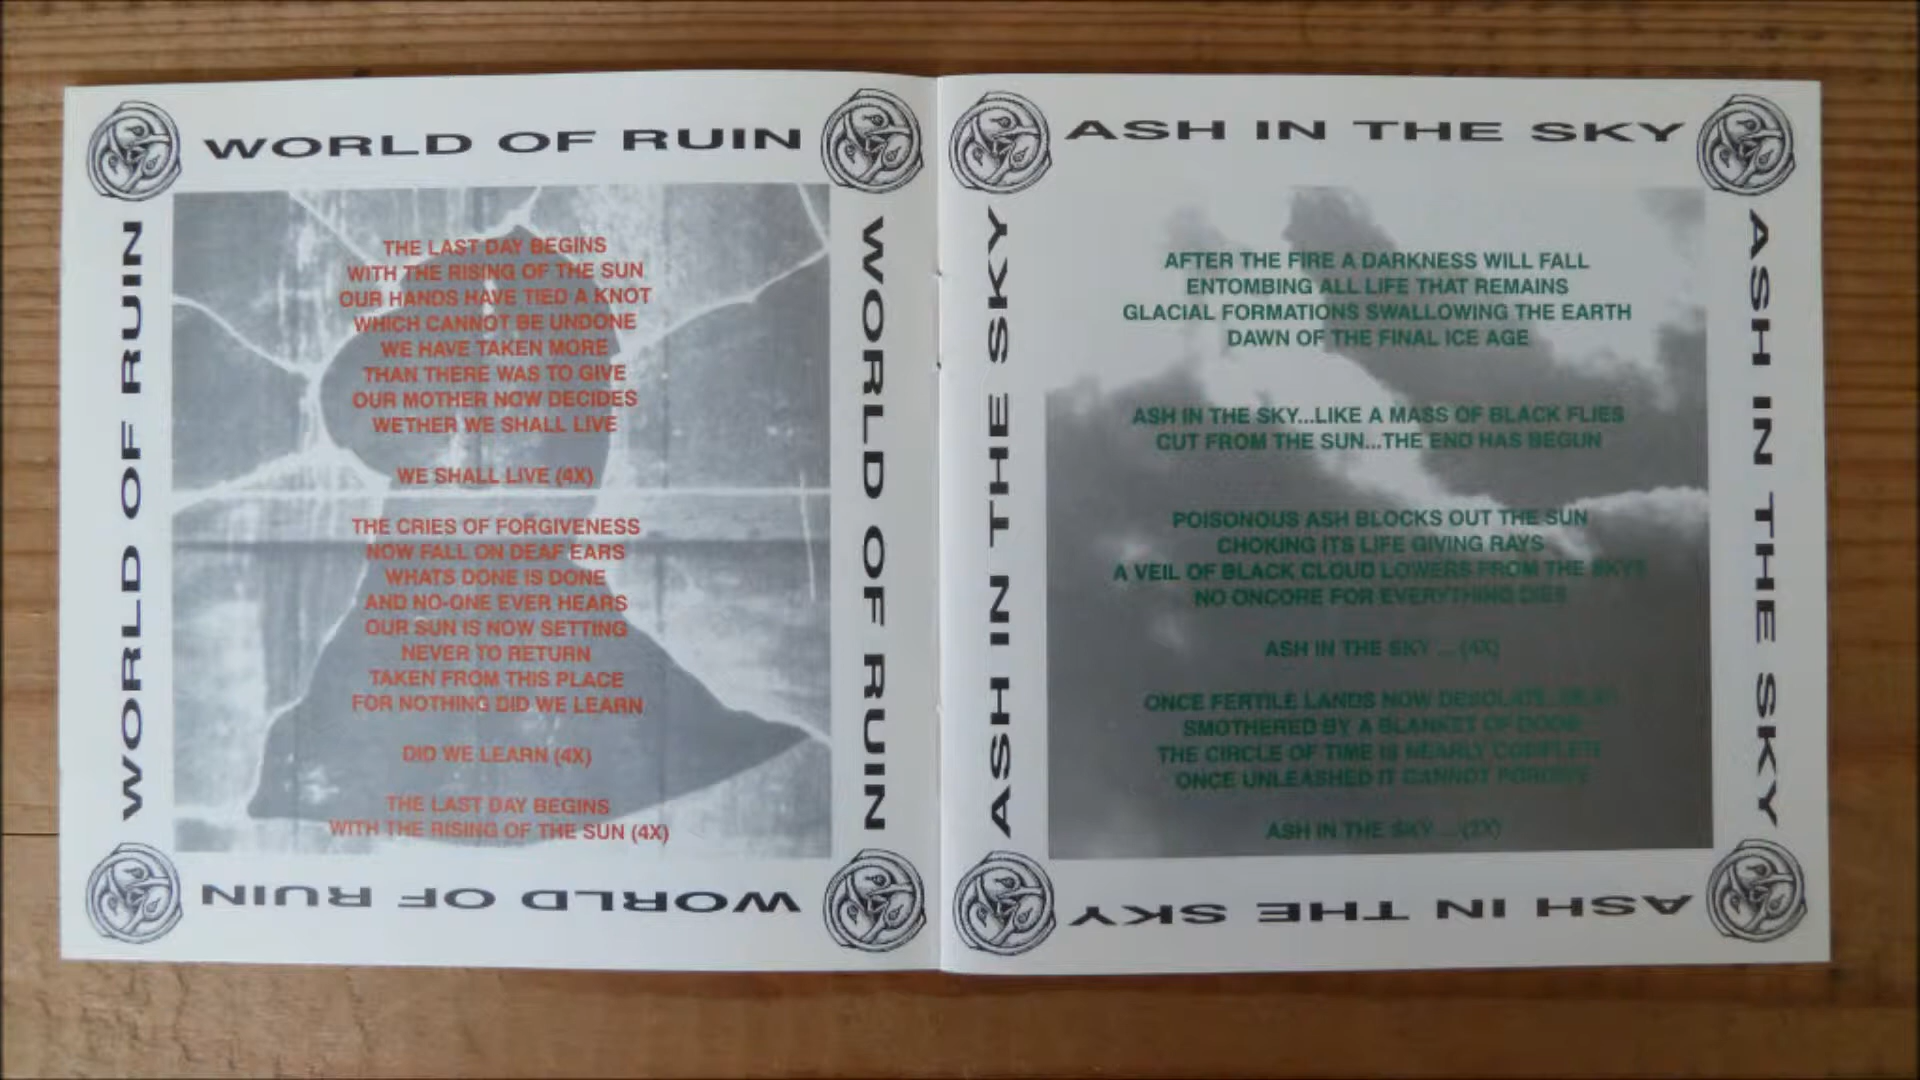 WORLD OF RUIN
WORLD OF RUIN
WORLD OF RUIN
WORLD OF RUIN
THE LAST DAY BEGINS
WITH THE RISING OF THE SUN
OUR HANDS HAVE TIED A KNOT
WHICH CANNOT BE UNDONE
WE HAVE TAKEN MORE
THAN THERE WAS TO GIVE
OUR MOTHER NOW DECIDES
WETHER WE SHALL LIVE
WE SHALL LIVE (4X)
THE CRIES OF FORGIVENESS
NOW FALL ON DEAF EARS
WHATS DONE IS DONE
AND NO-ONE EVER HEARS
OUR SUN IS NOW SETTING
NEVER TO RETURN
TAKEN FROM THIS PLACE
FOR NOTHING DID WE LEARN
DID WE LEARN (4X)
THE LAST DAY BEGINS
WITH THE RISING OF THE SUN (4X)
ASH IN THE SKY
ASH IN THE SKY
ASH IN THE SKY
ASH IN THE SKY
AFTER THE FIRE A DARKNESS WILL FALL
ENTOMBING ALL LIFE THAT REMAINS
GLACIAL FORMATIONS SWALLOWING THE EARTH
DAWN OF THE FINAL ICE AGE
ASH IN THE SKY...LIKE A MASS OF BLACK FLIES
CUT FROM THE SUN...THE END HAS BEGUN
POISONOUS ASH BLOCKS OUT THE SUN
CHOKING ITS LIFE GIVING RAYS
A VEIL OF BLACK CLOUD LOWERS FROM THE
NO ONCORE FOR EVERYTHING DIES
ASH IN THE SKY ... (4X)
ONCE FERTILE LANDS NOW DESOLATE
SMOTHERED BY A BLANKET OF DOOM
THE CIRCLE OF TIME IS NEARLY COMPLETE
ONCE UNLEASHED IT CANNOT
ASH IN THE SKY ...